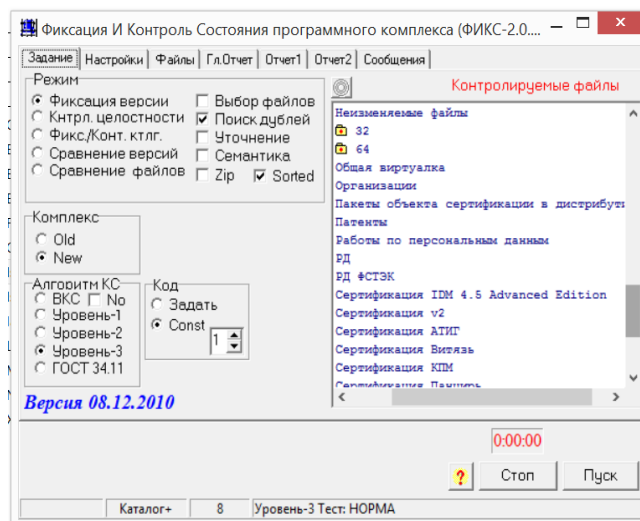 Фиксация И Контроль Состояния программного комплекса (ФИКС-2.0....
Задание Настройки Файлы Гл.Отчет Отчет1 Отчет2 Сообщения
Режим
Фиксация версии
Кнтрл. целостности
Фикс./Конт. ктлг.
Сравнение версий
Сравнение файлов
Выбор файлов
Поиск дублей
Уточнение
Семантика
Zip Sorted
Комплекс
Old
New
Алгоритм КС
ВКС No
Уровень-1
Уровень-2
Уровень-3
ГОСТ 34.11
Код
Задать
Const 1
Версия 08.12.2010
Контролируемые файлы
Неизменяемые файлы
32
64
Общая виртуалка
Организации
Пакеты объекта сертификации в дистрибути
Патенты
Работы по персональным данным
РД
РД ФСТЭК
Сертификация IDM 4.5 Advanced Edition
Сертификация v2
Сертификация АТИГ
Сертификация Витязь
Сертификация КПМ
Сертификация Панцирь
0:00:00
? Стоп Пуск
Каталог+ 8 Уровень-3 Тест: НОРМА